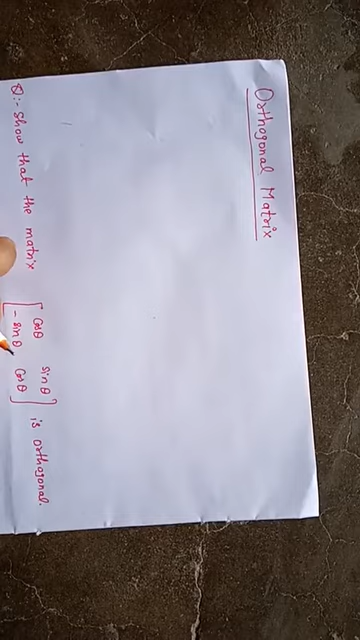 Orthogonal Matrix
Q:- Show that the matrix [cosθ sinθ
-sinθ cosθ] is orthogonal.